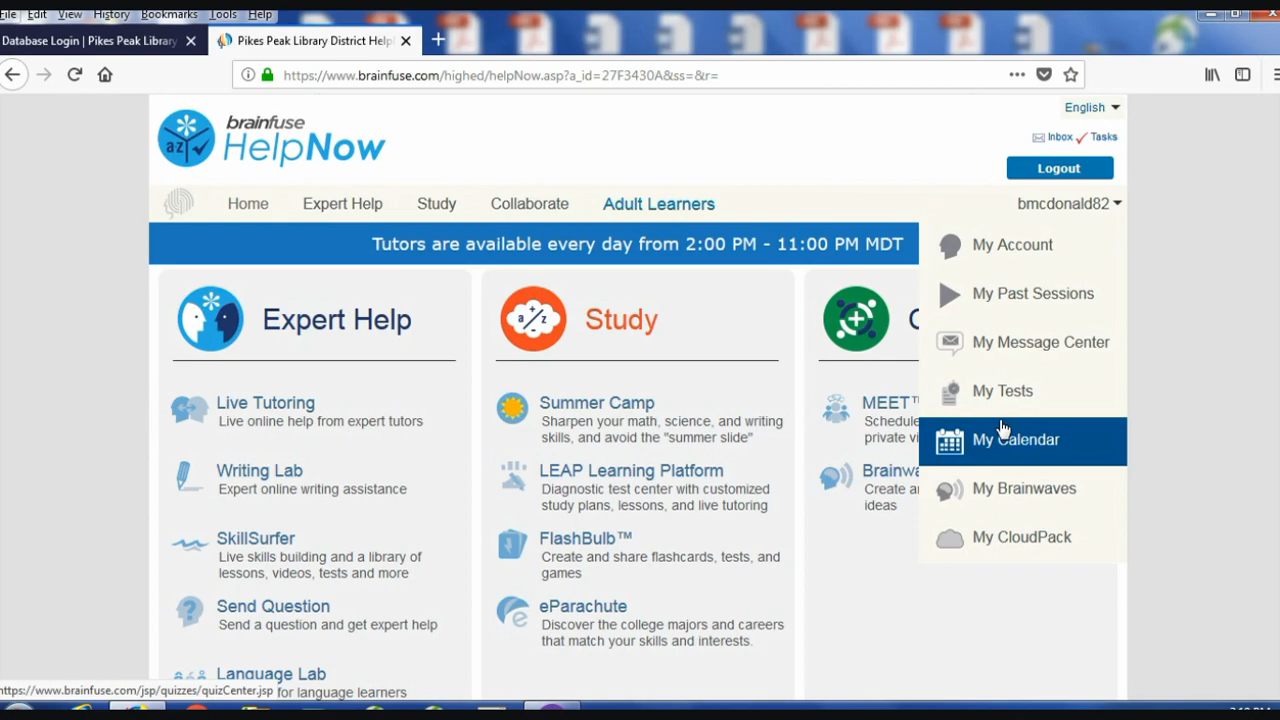 File Edit View History Bookmarks Tools Help
Database Login | Pikes Peak Library
Pikes Peak Library District Help
https://www.brainfuse.com/highed/helpNow.asp?a_id=27F3430A&ss=&r=
English
brainfuse
HelpNow
az
Inbox Tasks
Logout
Home Expert Help Study Collaborate Adult Learners bmcdonald82
Tutors are available every day from 2:00 PM - 11:00 PM MDT
My Account
My Past Sessions
My Message Center
My Tests
My Calendar
My Brainwaves
My CloudPack
Expert Help
Live Tutoring
Live online help from expert tutors
Writing Lab
Expert online writing assistance
SkillSurfer
Live skills building and a library of
lessons, videos, tests and more
Send Question
Send a question and get expert help
Language Lab
for language learners
a/z
Study
Summer Camp
Sharpen your math, science, and writing
skills, and avoid the "summer slide"
LEAP Learning Platform
Diagnostic test center with customized
study plans, lessons, and live tutoring
FlashBulb™
Create and share flashcards, tests, and
games
eParachute
Discover the college majors and careers
that match your skills and interests.
MEET™
Schedule
private vi
Brainwa
Create an
ideas
https://www.brainfuse.com/jsp/quizzes/quizCenter.jsp